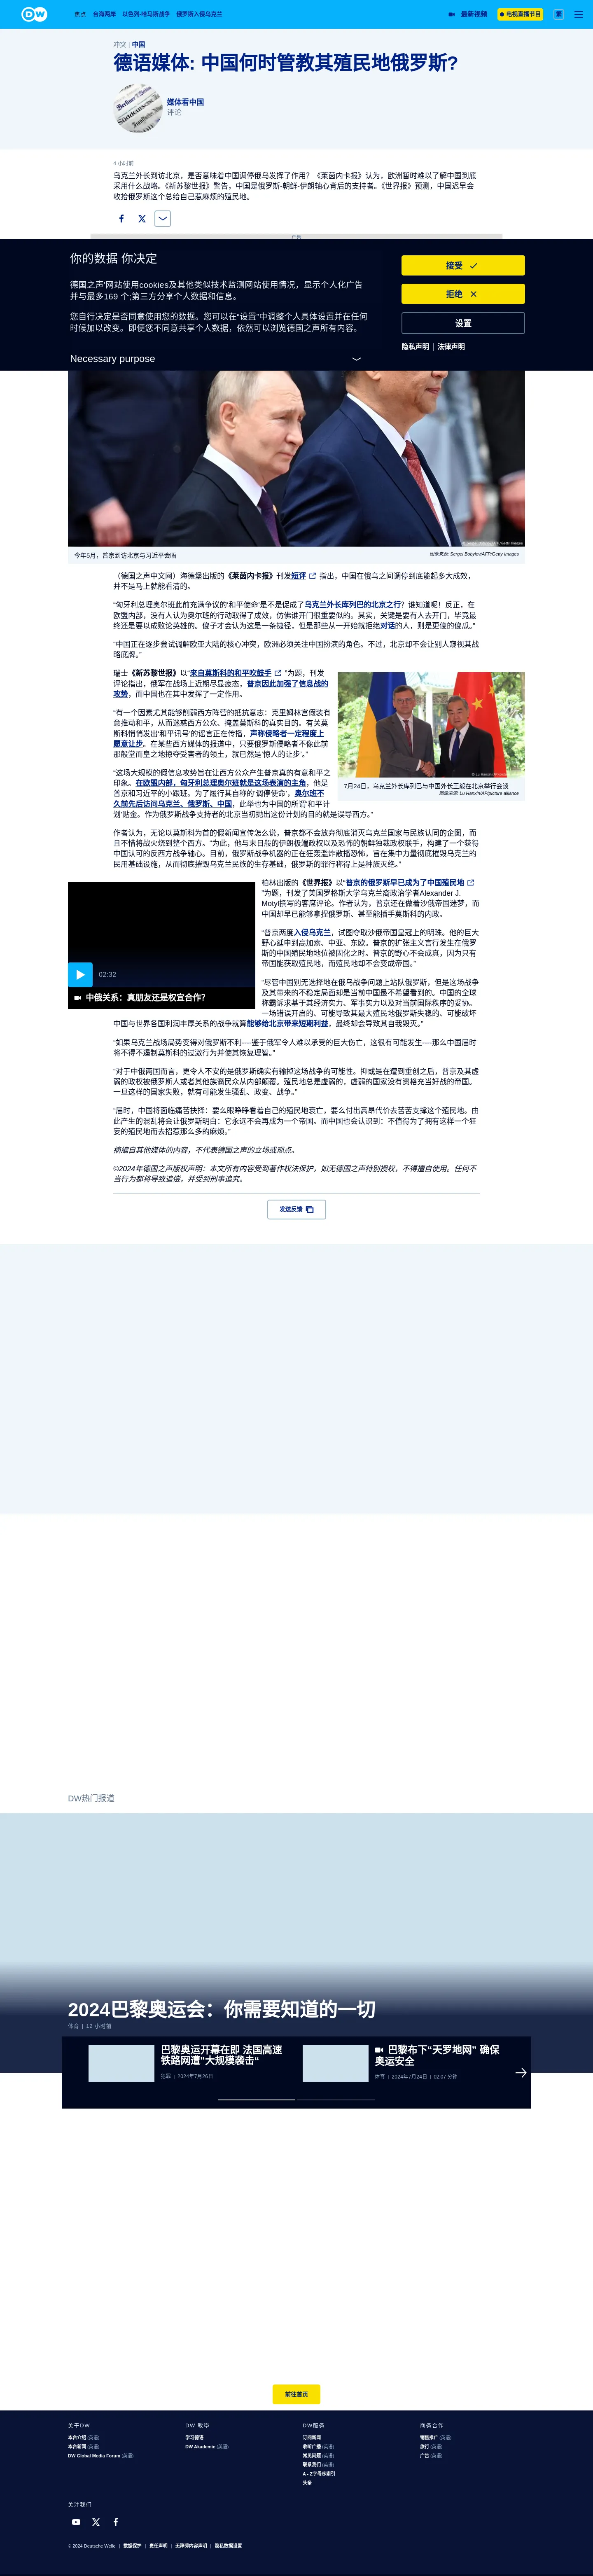 DW 焦点 台海两岸 以色列-哈马斯战争 俄罗斯入侵乌克兰 最新视频 电视直播节目 繁
冲突 | 中国
德语媒体: 中国何时管教其殖民地俄罗斯?
媒体看中国
评论
4 小时前
乌克兰外长到访北京，是否意味着中国调停俄乌发挥了作用？《莱茵内卡报》认为，欧洲暂时难以了解中国到底
采用什么战略。《新苏黎世报》警告，中国是俄罗斯-朝鲜-伊朗轴心背后的支持者。《世界报》预测，中国迟早会
收拾俄罗斯这个总给自己惹麻烦的殖民地。
广告
你的数据 你决定
德国之声'网站使用cookies及其他类似技术监测网站使用情况，显示个人化广告
并与最多169 个;第三方分享个人数据和信息。
您自行决定是否同意使用您的数据。您可以在"设置"中调整个人具体设置并在任何
时候加以改变。即便您不同意共享个人数据，依然可以浏览德国之声所有内容。
Necessary purpose
接受
拒绝
设置
隐私声明 | 法律声明
© Sergei Bobylev/AFP/Getty Images
今年5月，普京到访北京与习近平会晤
图像来源: Sergei Bobylov/AFP/Getty Images
（德国之声中文网）海德堡出版的《莱茵内卡报》刊发短评 指出，中国在俄乌之间调停到底能起多大成效，
并不是马上就能看清的。
"匈牙利总理奥尔班此前充满争议的'和平使命'是不是促成了乌克兰外长库列巴的北京之行？谁知道呢！反正，在
欧盟内部，没有人认为奥尔班的行动取得了成效，仿佛谁开门很重要似的。其实，关键是要有人去开门，毕竟最
终还是要以成败论英雄的。傻子才会认为这是一条捷径，但是那些从一开始就拒绝对话的人，则是更傻的傻瓜。"
"中国正在逐步尝试调解欧亚大陆的核心冲突，欧洲必须关注中国扮演的角色。不过，北京却不会让别人窥视其战
略底牌。"
瑞士《新苏黎世报》以"来自莫斯科的和平吹鼓手 "为题，刊发
评论指出，俄军在战场上近期尽显疲态，普京因此加强了信息战的
攻势，而中国也在其中发挥了一定作用。
© Lu Hanxin/AP/picture alliance
7月24日，乌克兰外长库列巴与中国外长王毅在北京举行会谈
图像来源: Lu Hanxin/AP/picture alliance
"有一个因素尤其能够削弱西方阵营的抵抗意志：克里姆林宫假装有
意推动和平，从而迷惑西方公众、掩盖莫斯科的真实目的。有关莫
斯科悄悄发出'和平讯号'的谣言正在传播，声称侵略者一定程度上
愿意让步。在某些西方媒体的报道中，只要俄罗斯侵略者不像此前
那般堂而皇之地掠夺受害者的领土，就已然是'惊人的让步'。"
"这场大规模的假信息攻势旨在让西方公众产生普京真的有意和平之
印象。在欧盟内部，匈牙利总理奥尔班就是这场表演的主角，他是
普京和习近平的小跟班。为了履行其自称的'调停使命'，奥尔班不
久前先后访问乌克兰、俄罗斯、中国，此举也为中国的所谓'和平计
划'贴金。作为俄罗斯战争支持者的北京当初抛出这份计划的目的就是误导西方。"
作者认为，无论以莫斯科为首的假新闻宣传怎么说，普京都不会放弃彻底消灭乌克兰国家与民族认同的企图，而
且不惜将战火烧到整个西方。"为此，他与末日般的伊朗极端政权以及恐怖的朝鲜独裁政权联手，构建了一个获得
中国认可的反西方战争轴心。目前，俄罗斯战争机器的正在狂轰滥炸散播恐怖，旨在集中力量彻底摧毁乌克兰的
民用基础设施，从而彻底摧毁乌克兰民族的生存基础，俄罗斯的罪行称得上是种族灭绝。"
02:32
中俄关系：真朋友还是权宜合作？
柏林出版的《世界报》以"普京的俄罗斯早已成为了中国殖民地
"为题，刊发了美国罗格斯大学乌克兰裔政治学者Alexander J.
Motyl撰写的客席评论。作者认为，普京还在做着沙俄帝国迷梦，而
中国却早已能够拿捏俄罗斯、甚至能插手莫斯科的内政。
"普京两度入侵乌克兰，试图夺取沙俄帝国皇冠上的明珠。他的巨大
野心延申到高加索、中亚、东欧。普京的扩张主义言行发生在俄罗
斯的中国殖民地地位被固化之时。普京的野心不会成真，因为只有
帝国能获取殖民地，而殖民地却不会变成帝国。"
"尽管中国别无选择地在俄乌战争问题上站队俄罗斯，但是这场战争
及其带来的不稳定局面却是当前中国最不希望看到的。中国的全球
称霸诉求基于其经济实力、军事实力以及对当前国际秩序的妥势。
一场错误开启的、可能导致其最大殖民地俄罗斯失稳的、可能破坏
中国与世界各国利润丰厚关系的战争就算能够给北京带来短期利益，最终却会导致其自我毁灭。"
"如果乌克兰战场局势变得对俄罗斯不利----鉴于俄军令人难以承受的巨大伤亡，这很有可能发生----那么中国届时
将不得不遏制莫斯科的过激行为并使其恢复理智。"
"对于中俄两国而言，更令人不安的是俄罗斯确实有输掉这场战争的可能性。抑或是在遭到重创之后，普京及其虚
弱的政权被俄罗斯人或者其他族裔民众从内部颠覆。殖民地总是虚弱的，虚弱的国家没有资格充当好战的帝国。
一旦这样的国家失败，就有可能发生骚乱、政变、战争。"
"届时，中国将面临痛苦抉择：要么眼睁睁看着自己的殖民地衰亡，要么付出高昂代价去苦苦支撑这个殖民地。由
此产生的混乱将会让俄罗斯明白：它永远不会再成为一个帝国。而中国也会认识到：不值得为了拥有这样一个狂
妄的殖民地而去招惹那么多的麻烦。"
摘编自其他媒体的内容，不代表德国之声的立场或观点。
©2024年德国之声版权声明：本文所有内容受到著作权法保护，如无德国之声特别授权，不得擅自使用。任何不
当行为都将导致追偿，并受到刑事追究。
发送反馈
DW热门报道
2024巴黎奥运会：你需要知道的一切
体育 | 12 小时前
巴黎奥运开幕在即 法国高速
铁路网遭"大规模袭击"
犯罪 | 2024年7月26日
巴黎布下"天罗地网" 确保
奥运安全
体育 | 2024年7月24日 | 02:07 分钟
前往首页
关于DW
本台介绍 (英语)
本台新闻 (英语)
DW Global Media Forum (英语)
DW 教學
学习德语
DW Akademie (英语)
DW服务
订阅新闻
收听广播 (英语)
常见问题 (英语)
联系我们 (英语)
A - Z字母序索引
头条
商务合作
销售推广 (英语)
旅行 (英语)
广告 (英语)
关注我们
© 2024 Deutsche Welle | 数据保护 | 责任声明 | 无障碍内容声明 | 隐私数据设置